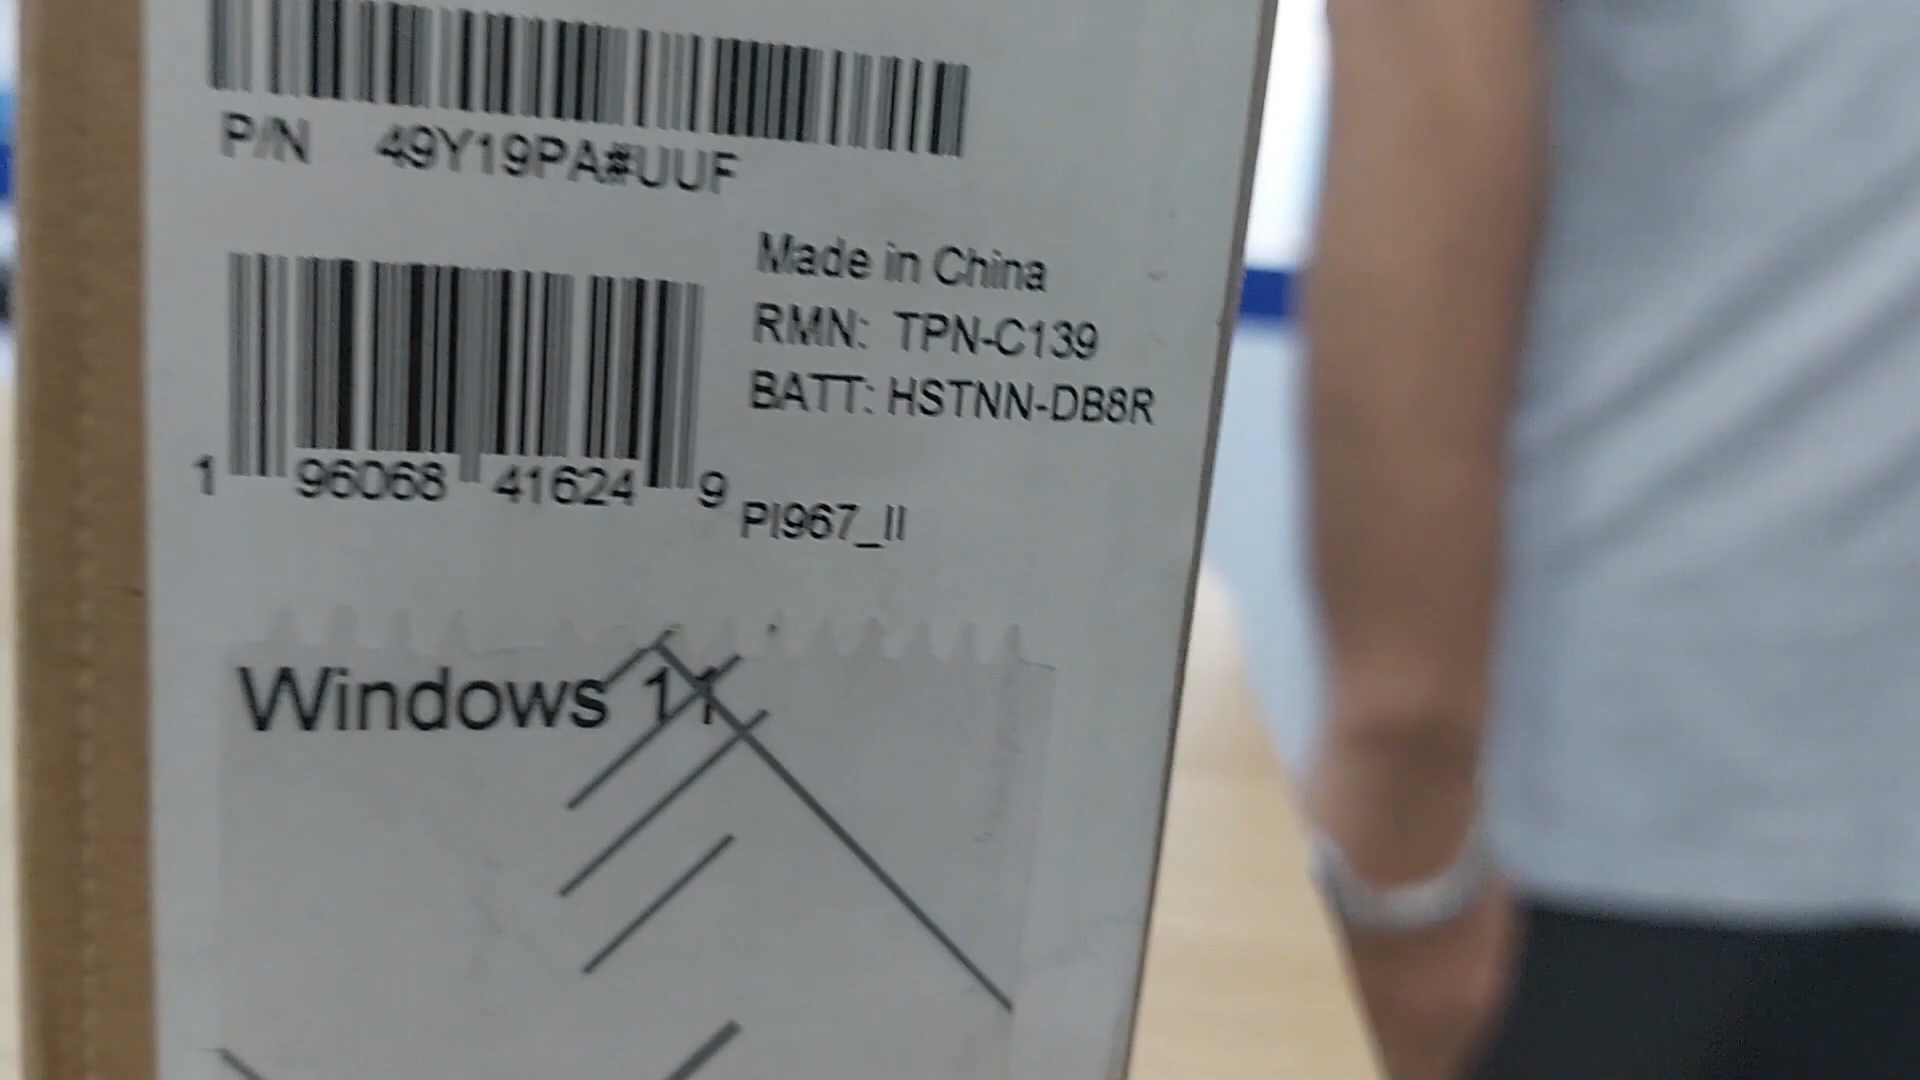 P/N 49Y19PA#UUF
Made in China
RMN: TPN-C139
BATT: HSTNN-DB8R
1 96068 41624 9
PI967_II
Windows 11